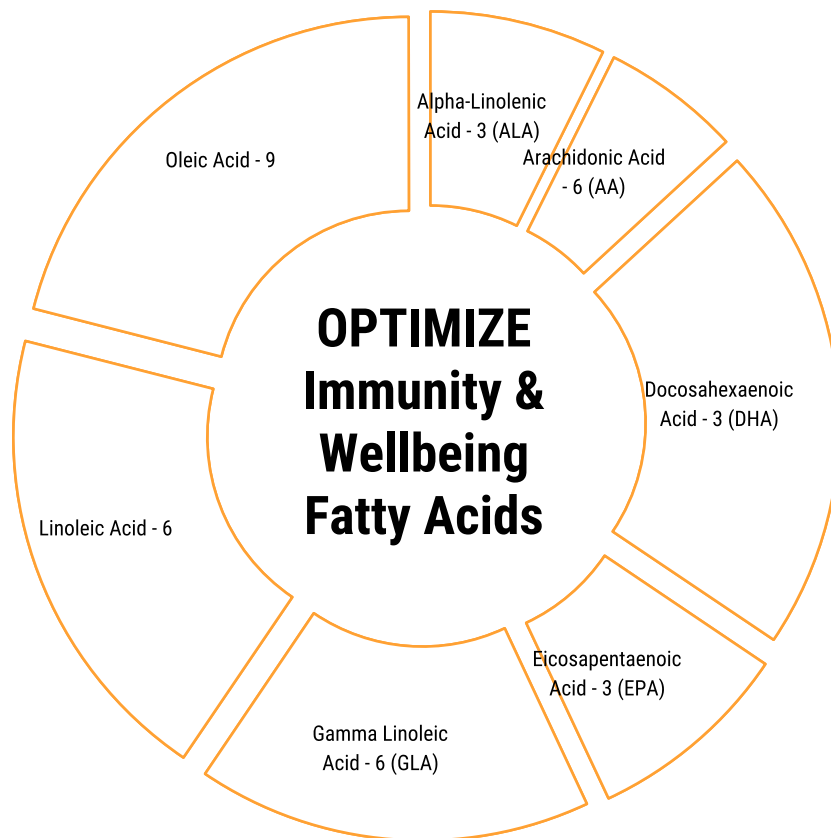 OPTIMIZE
Immunity &
Wellbeing
Fatty Acids
Alpha-Linolenic
Acid - 3 (ALA)
Arachidonic Acid
- 6 (AA)
Docosahexaenoic
Acid - 3 (DHA)
Eicosapentaenoic
Acid - 3 (EPA)
Gamma Linoleic
Acid - 6 (GLA)
Linoleic Acid - 6
Oleic Acid - 9